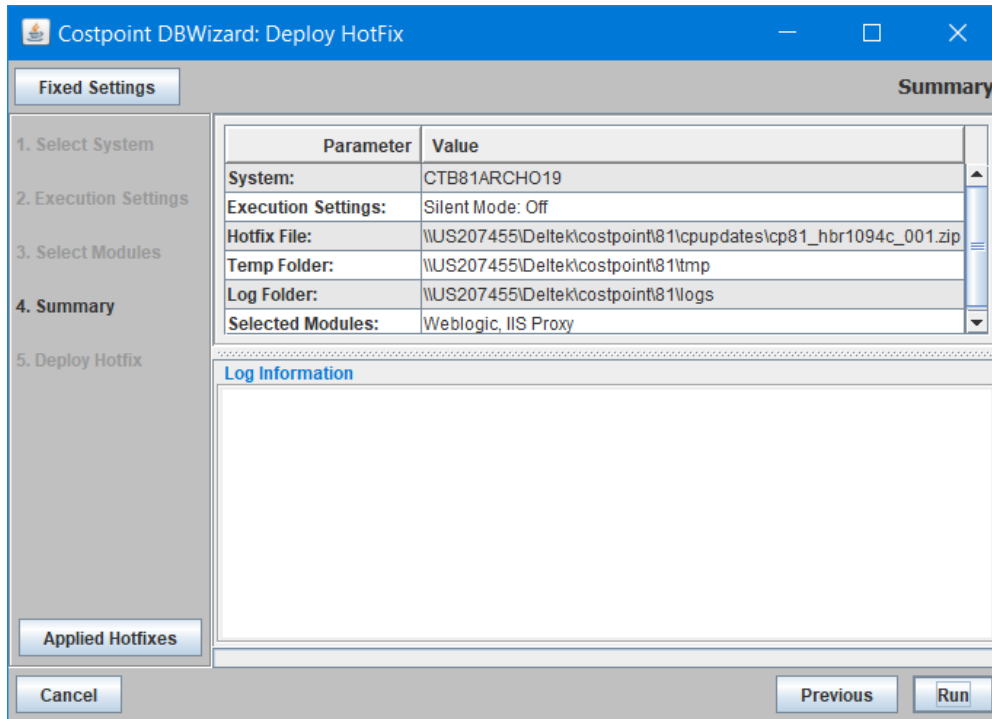 Costpoint DBWizard: Deploy HotFix
Fixed Settings
Summary
1. Select System
2. Execution Settings
3. Select Modules
4. Summary
5. Deploy Hotfix
Applied Hotfixes
Parameter Value
System: CTB81ARCHO19
Execution Settings: Silent Mode: Off
Hotfix File: \\US207455\Deltek\costpoint\81\cpupdates\cp81_hbr1094c_001.zip
Temp Folder: \\US207455\Deltek\costpoint\81\tmp
Log Folder: \\US207455\Deltek\costpoint\81\logs
Selected Modules: Weblogic, IIS Proxy
Log Information
Cancel
Previous
Run